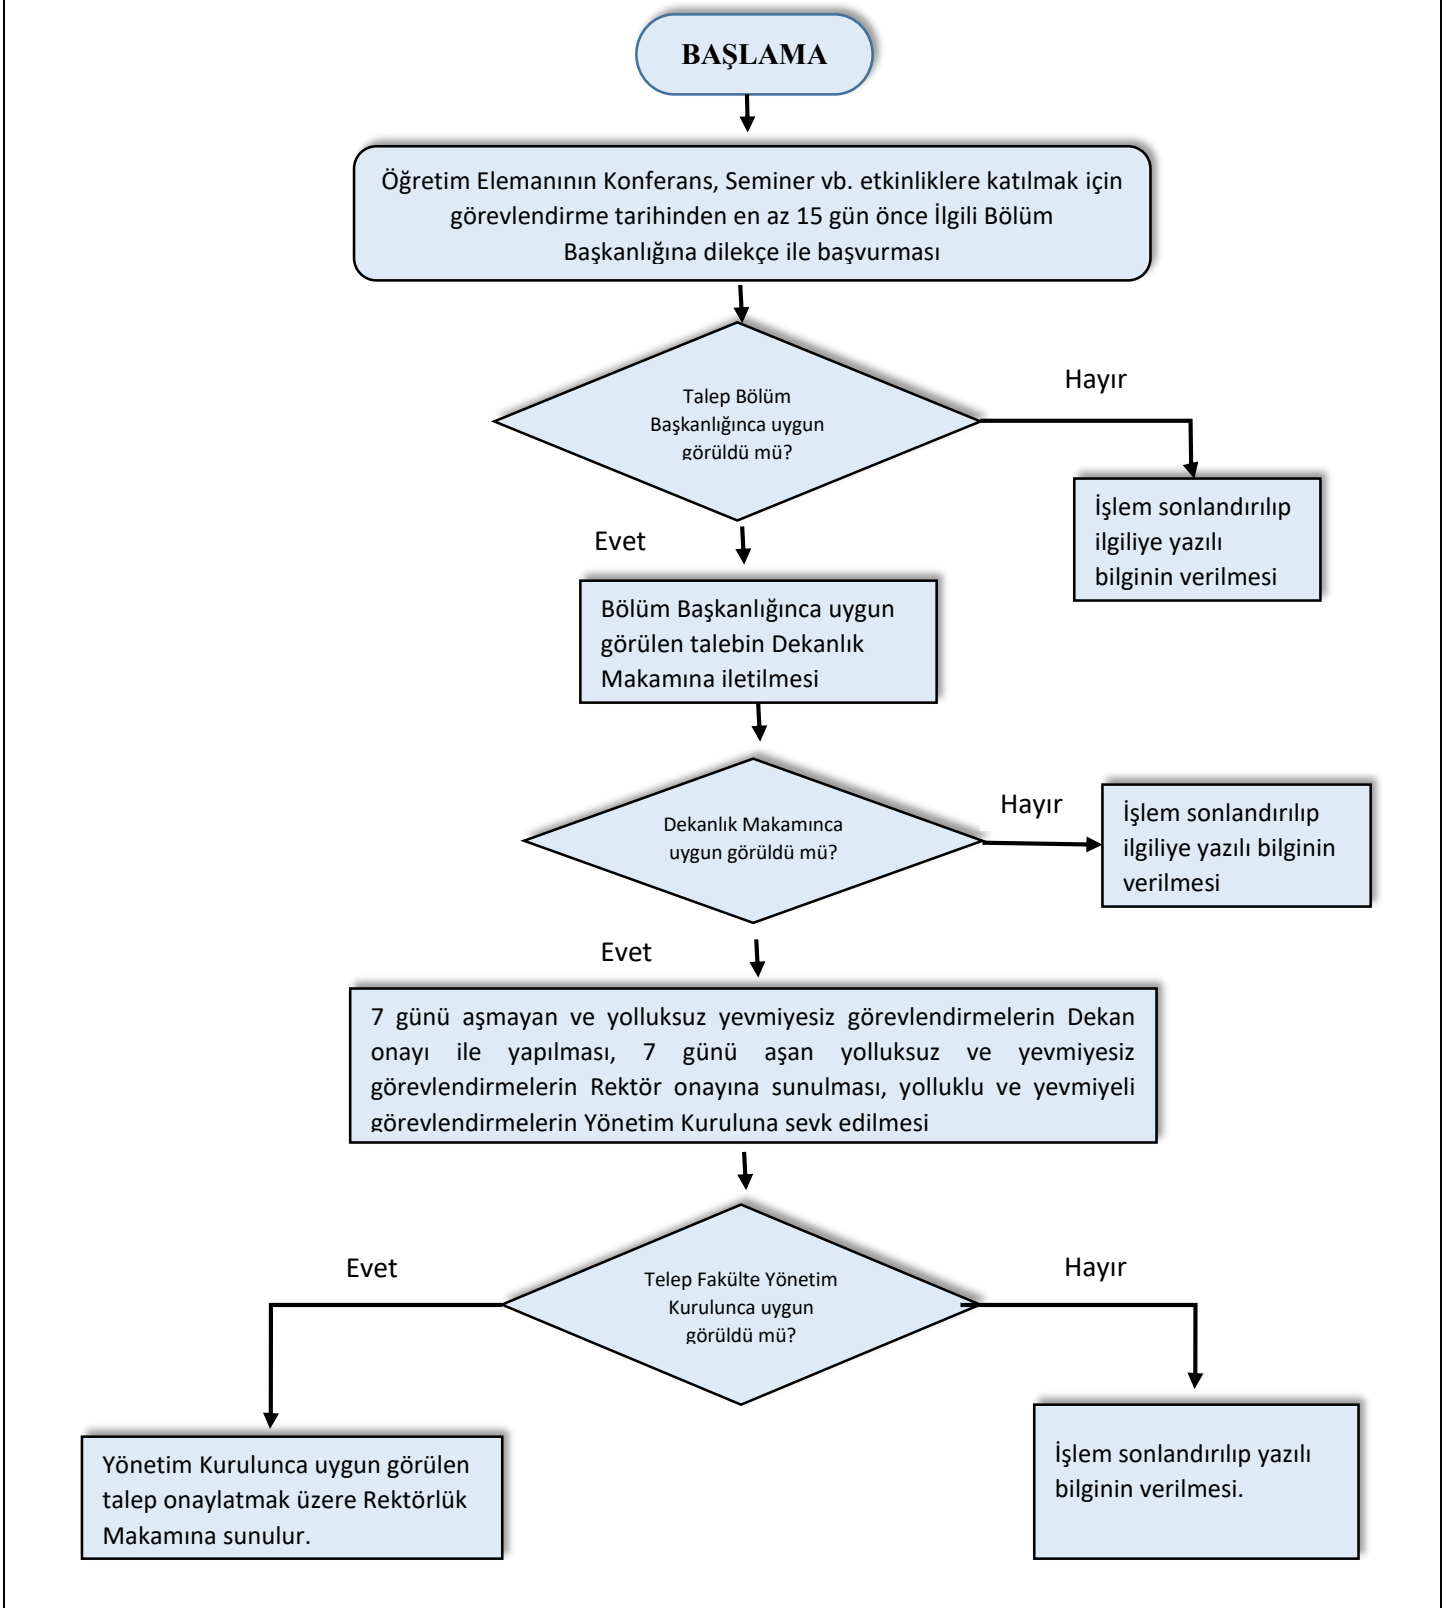 BAŞLAMA
Öğretim Elemanının Konferans, Seminer vb. etkinliklere katılmak için
görevlendirme tarihinden en az 15 gün önce İlgili Bölüm
Başkanlığına dilekçe ile başvurması
Talep Bölüm
Başkanlığınca uygun
görüldü mü?
Hayır
İşlem sonlandırılıp
ilgiliye yazılı
bilginin verilmesi
Evet
Bölüm Başkanlığınca uygun
görülen talebin Dekanlık
Makamına iletilmesi
Dekanlık Makamınca
uygun görüldü mü?
Hayır
İşlem sonlandırılıp
ilgiliye yazılı bilginin
verilmesi
Evet
7 günü aşmayan ve yolluksuz yevmiyesiz görevlendirmelerin Dekan
onayı ile yapılması, 7 günü aşan yolluksuz ve yevmiyesiz
görevlendirmelerin Rektör onayına sunulması, yolluklu ve yevmiyeli
görevlendirmelerin Yönetim Kuruluna sevk edilmesi
Telep Fakülte Yönetim
Kurulunca uygun
görüldü mü?
Evet
Hayır
Yönetim Kurulunca uygun görülen
talep onaylatmak üzere Rektörlük
Makamına sunulur.
İşlem sonlandırılıp yazılı
bilginin verilmesi.